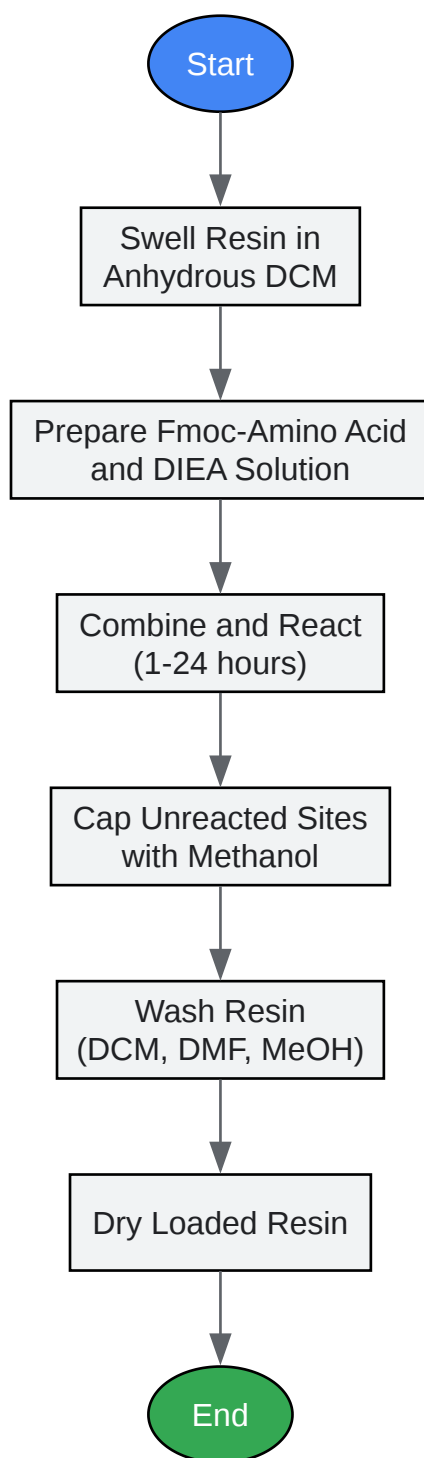 Start
Swell Resin in
Anhydrous DCM
Prepare Fmoc-Amino Acid
and DIEA Solution
Combine and React
(1-24 hours)
Cap Unreacted Sites
with Methanol
Wash Resin
(DCM, DMF, MeOH)
Dry Loaded Resin
End